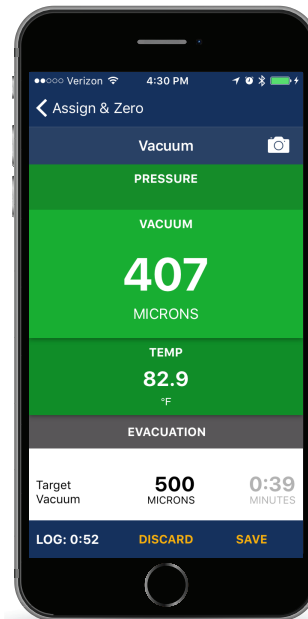 ●●○○○ Verizon 4:30 PM
Assign & Zero
Vacuum
PRESSURE
VACUUM
407
MICRONS
TEMP
82.9
°F
EVACUATION
Target Vacuum 500 MICRONS 0:39 MINUTES
LOG: 0:52 DISCARD SAVE